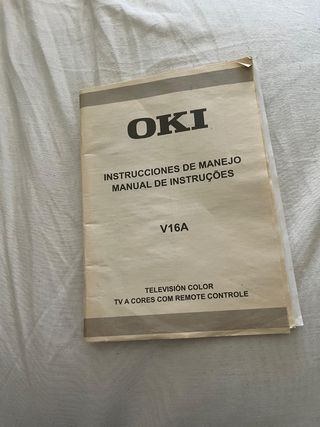 OKI
INSTRUCCIONES DE MANEJO
MANUAL DE INSTRUÇÕES
V16A
TELEVISIÓN COLOR
TV A CORES COM REMOTE CONTROLE